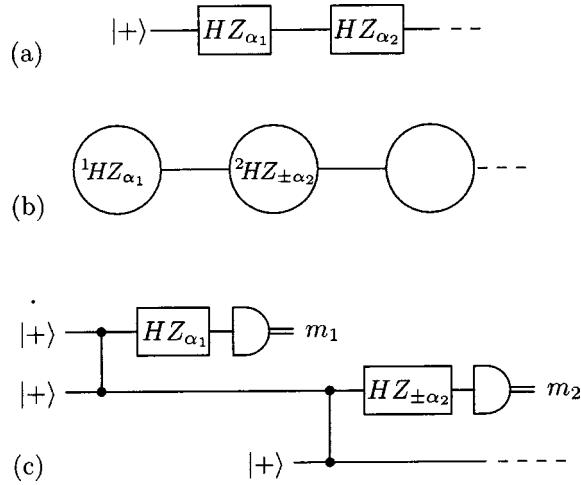 (a) |+⟩ HZ_{α_1} HZ_{α_2}
(b) ^1HZ_{α_1} ^2HZ_{±α_2}
|+⟩ HZ_{α_1} m_1
|+⟩ HZ_{±α_2} m_2
(c) |+⟩